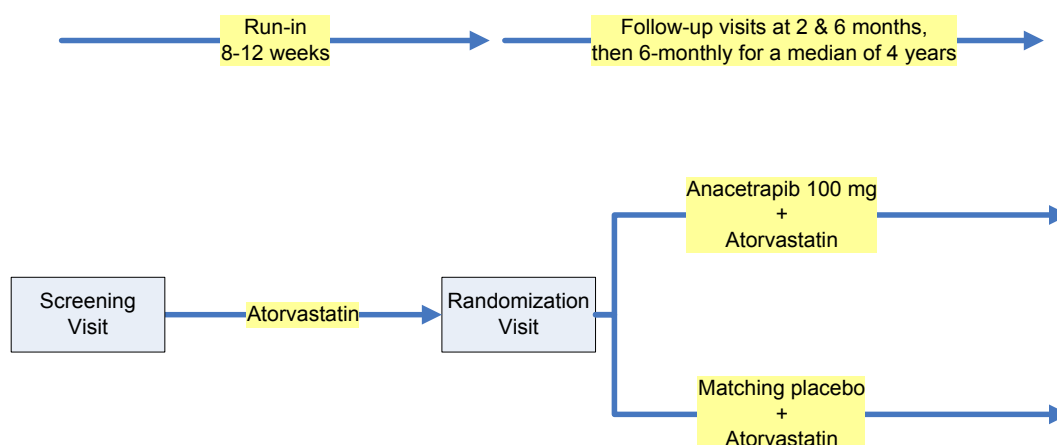 Run-in
8-12 weeks
Follow-up visits at 2 & 6 months,
then 6-monthly for a median of 4 years
Screening
Visit
Atorvastatin
Randomization
Visit
Anacetrapib 100 mg
+
Atorvastatin
Matching placebo
+
Atorvastatin